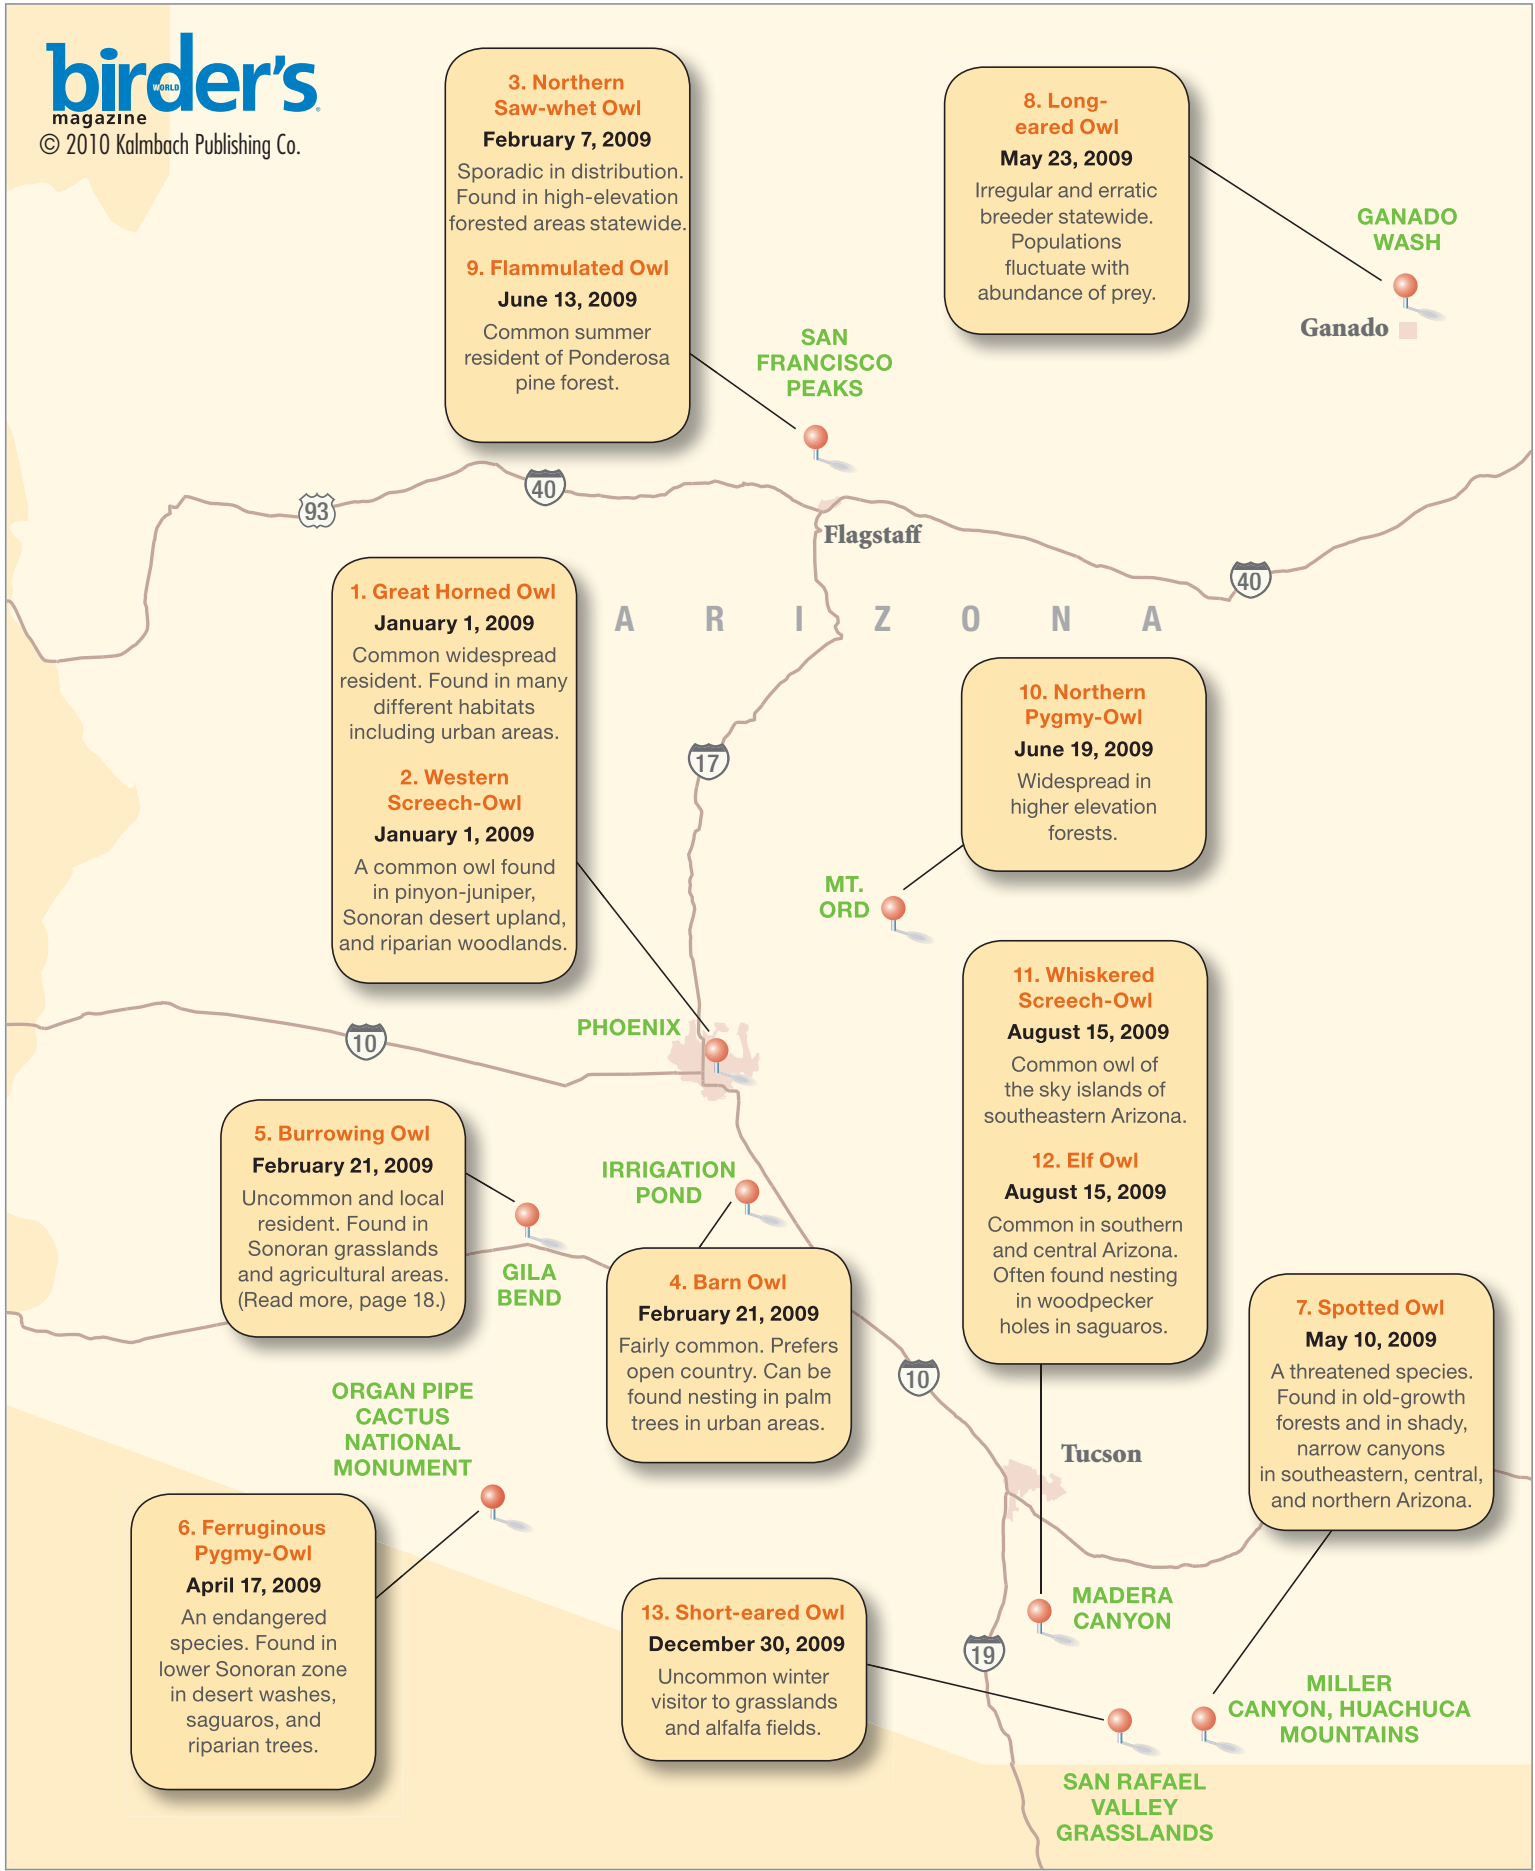 birder's
WORLD
magazine
© 2010 Kalmbach Publishing Co.
3. Northern
Saw-whet Owl
February 7, 2009
Sporadic in distribution.
Found in high-elevation
forested areas statewide.
9. Flammulated Owl
June 13, 2009
Common summer
resident of Ponderosa
pine forest.
8. Long-
eared Owl
May 23, 2009
Irregular and erratic
breeder statewide.
Populations
fluctuate with
abundance of prey.
GANADO
WASH
Ganado
SAN
FRANCISCO
PEAKS
93
40
Flagstaff
40
ARIZONA
1. Great Horned Owl
January 1, 2009
Common widespread
resident. Found in many
different habitats
including urban areas.
2. Western
Screech-Owl
January 1, 2009
A common owl found
in pinyon-juniper,
Sonoran desert upland,
and riparian woodlands.
17
10. Northern
Pygmy-Owl
June 19, 2009
Widespread in
higher elevation
forests.
MT.
ORD
11. Whiskered
Screech-Owl
August 15, 2009
Common owl of
the sky islands of
southeastern Arizona.
12. Elf Owl
August 15, 2009
Common in southern
and central Arizona.
Often found nesting
in woodpecker
holes in saguaros.
PHOENIX
10
5. Burrowing Owl
February 21, 2009
Uncommon and local
resident. Found in
Sonoran grasslands
and agricultural areas.
(Read more, page 18.)
GILA
BEND
IRRIGATION
POND
4. Barn Owl
February 21, 2009
Fairly common. Prefers
open country. Can be
found nesting in palm
trees in urban areas.
10
7. Spotted Owl
May 10, 2009
A threatened species.
Found in old-growth
forests and in shady,
narrow canyons
in southeastern, central,
and northern Arizona.
ORGAN PIPE
CACTUS
NATIONAL
MONUMENT
Tucson
6. Ferruginous
Pygmy-Owl
April 17, 2009
An endangered
species. Found in
lower Sonoran zone
in desert washes,
saguaros, and
riparian trees.
13. Short-eared Owl
December 30, 2009
Uncommon winter
visitor to grasslands
and alfalfa fields.
19
MADERA
CANYON
MILLER
CANYON, HUACHUCA
MOUNTAINS
SAN RAFAEL
VALLEY
GRASSLANDS